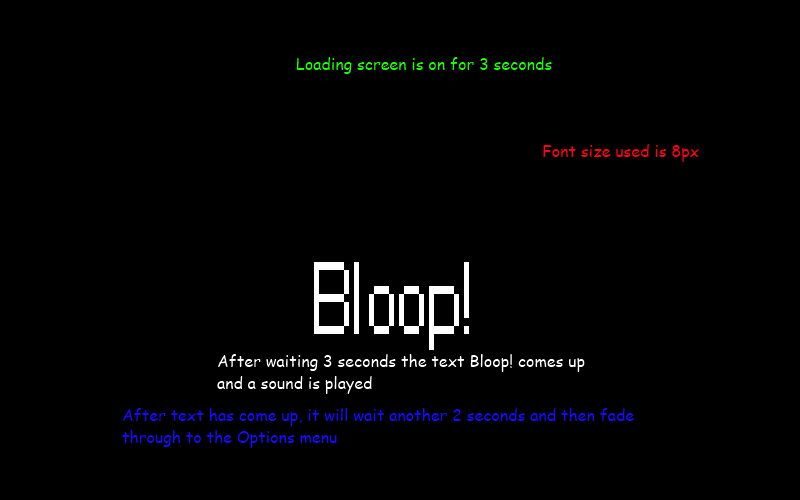 Loading screen is on for 3 seconds
Font size used is 8px
Bloop!
After waiting 3 seconds the text Bloop! comes up
and a sound is played
After text has come up, it will wait another 2 seconds and then fade
through to the Options menu